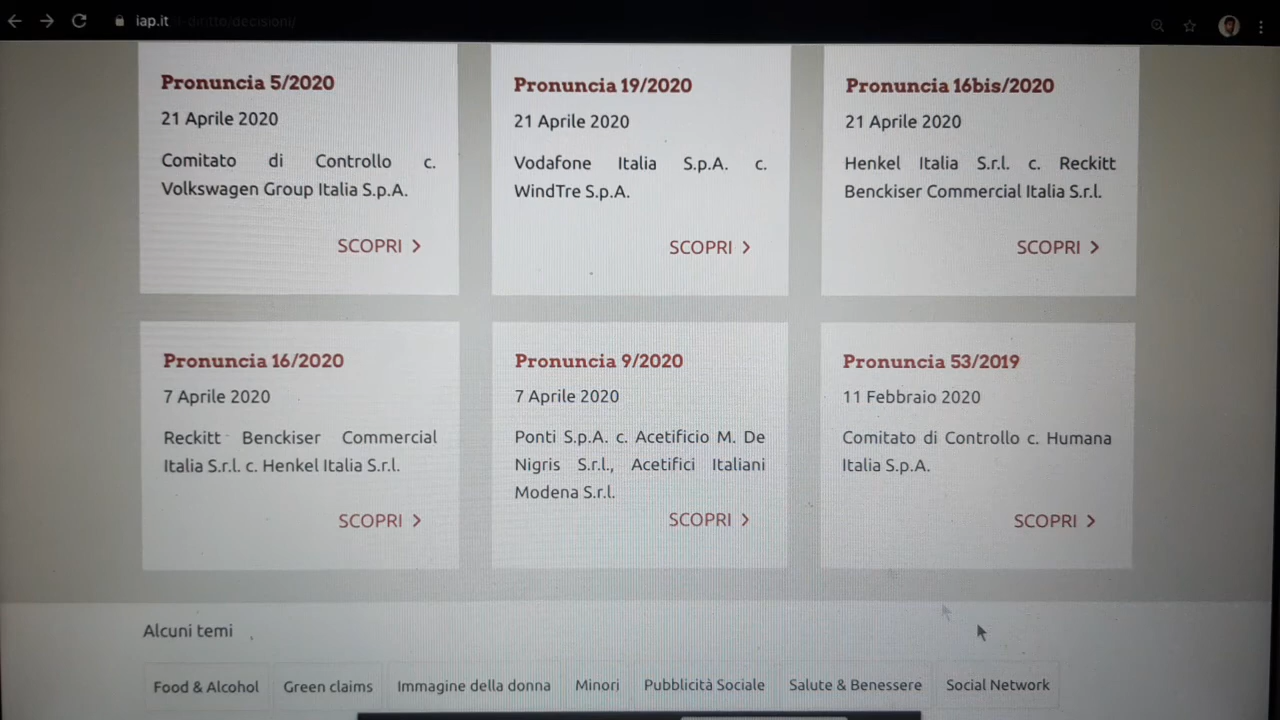 iap.it
Pronuncia 5/2020
21 Aprile 2020
Comitato di Controllo c.
Volkswagen Group Italia S.p.A.
SCOPRI
Pronuncia 19/2020
21 Aprile 2020
Vodafone Italia S.p.A. c.
WindTre S.p.A.
SCOPRI
Pronuncia 16bis/2020
21 Aprile 2020
Henkel Italia S.r.l. c. Reckitt
Benckiser Commercial Italia S.r.l.
SCOPRI
Pronuncia 16/2020
7 Aprile 2020
Reckitt Benckiser Commercial
Italia S.r.l. c. Henkel Italia S.r.l.
SCOPRI
Pronuncia 9/2020
7 Aprile 2020
Ponti S.p.A. c. Acetificio M. De
Nigris S.r.l., Acetifici Italiani
Modena S.r.l.
SCOPRI
Pronuncia 53/2019
11 Febbraio 2020
Comitato di Controllo c. Humana
Italia S.p.A.
SCOPRI
Alcuni temi
Food & Alcohol Green claims Immagine della donna Minori Pubblicità Sociale Salute & Benessere Social Network